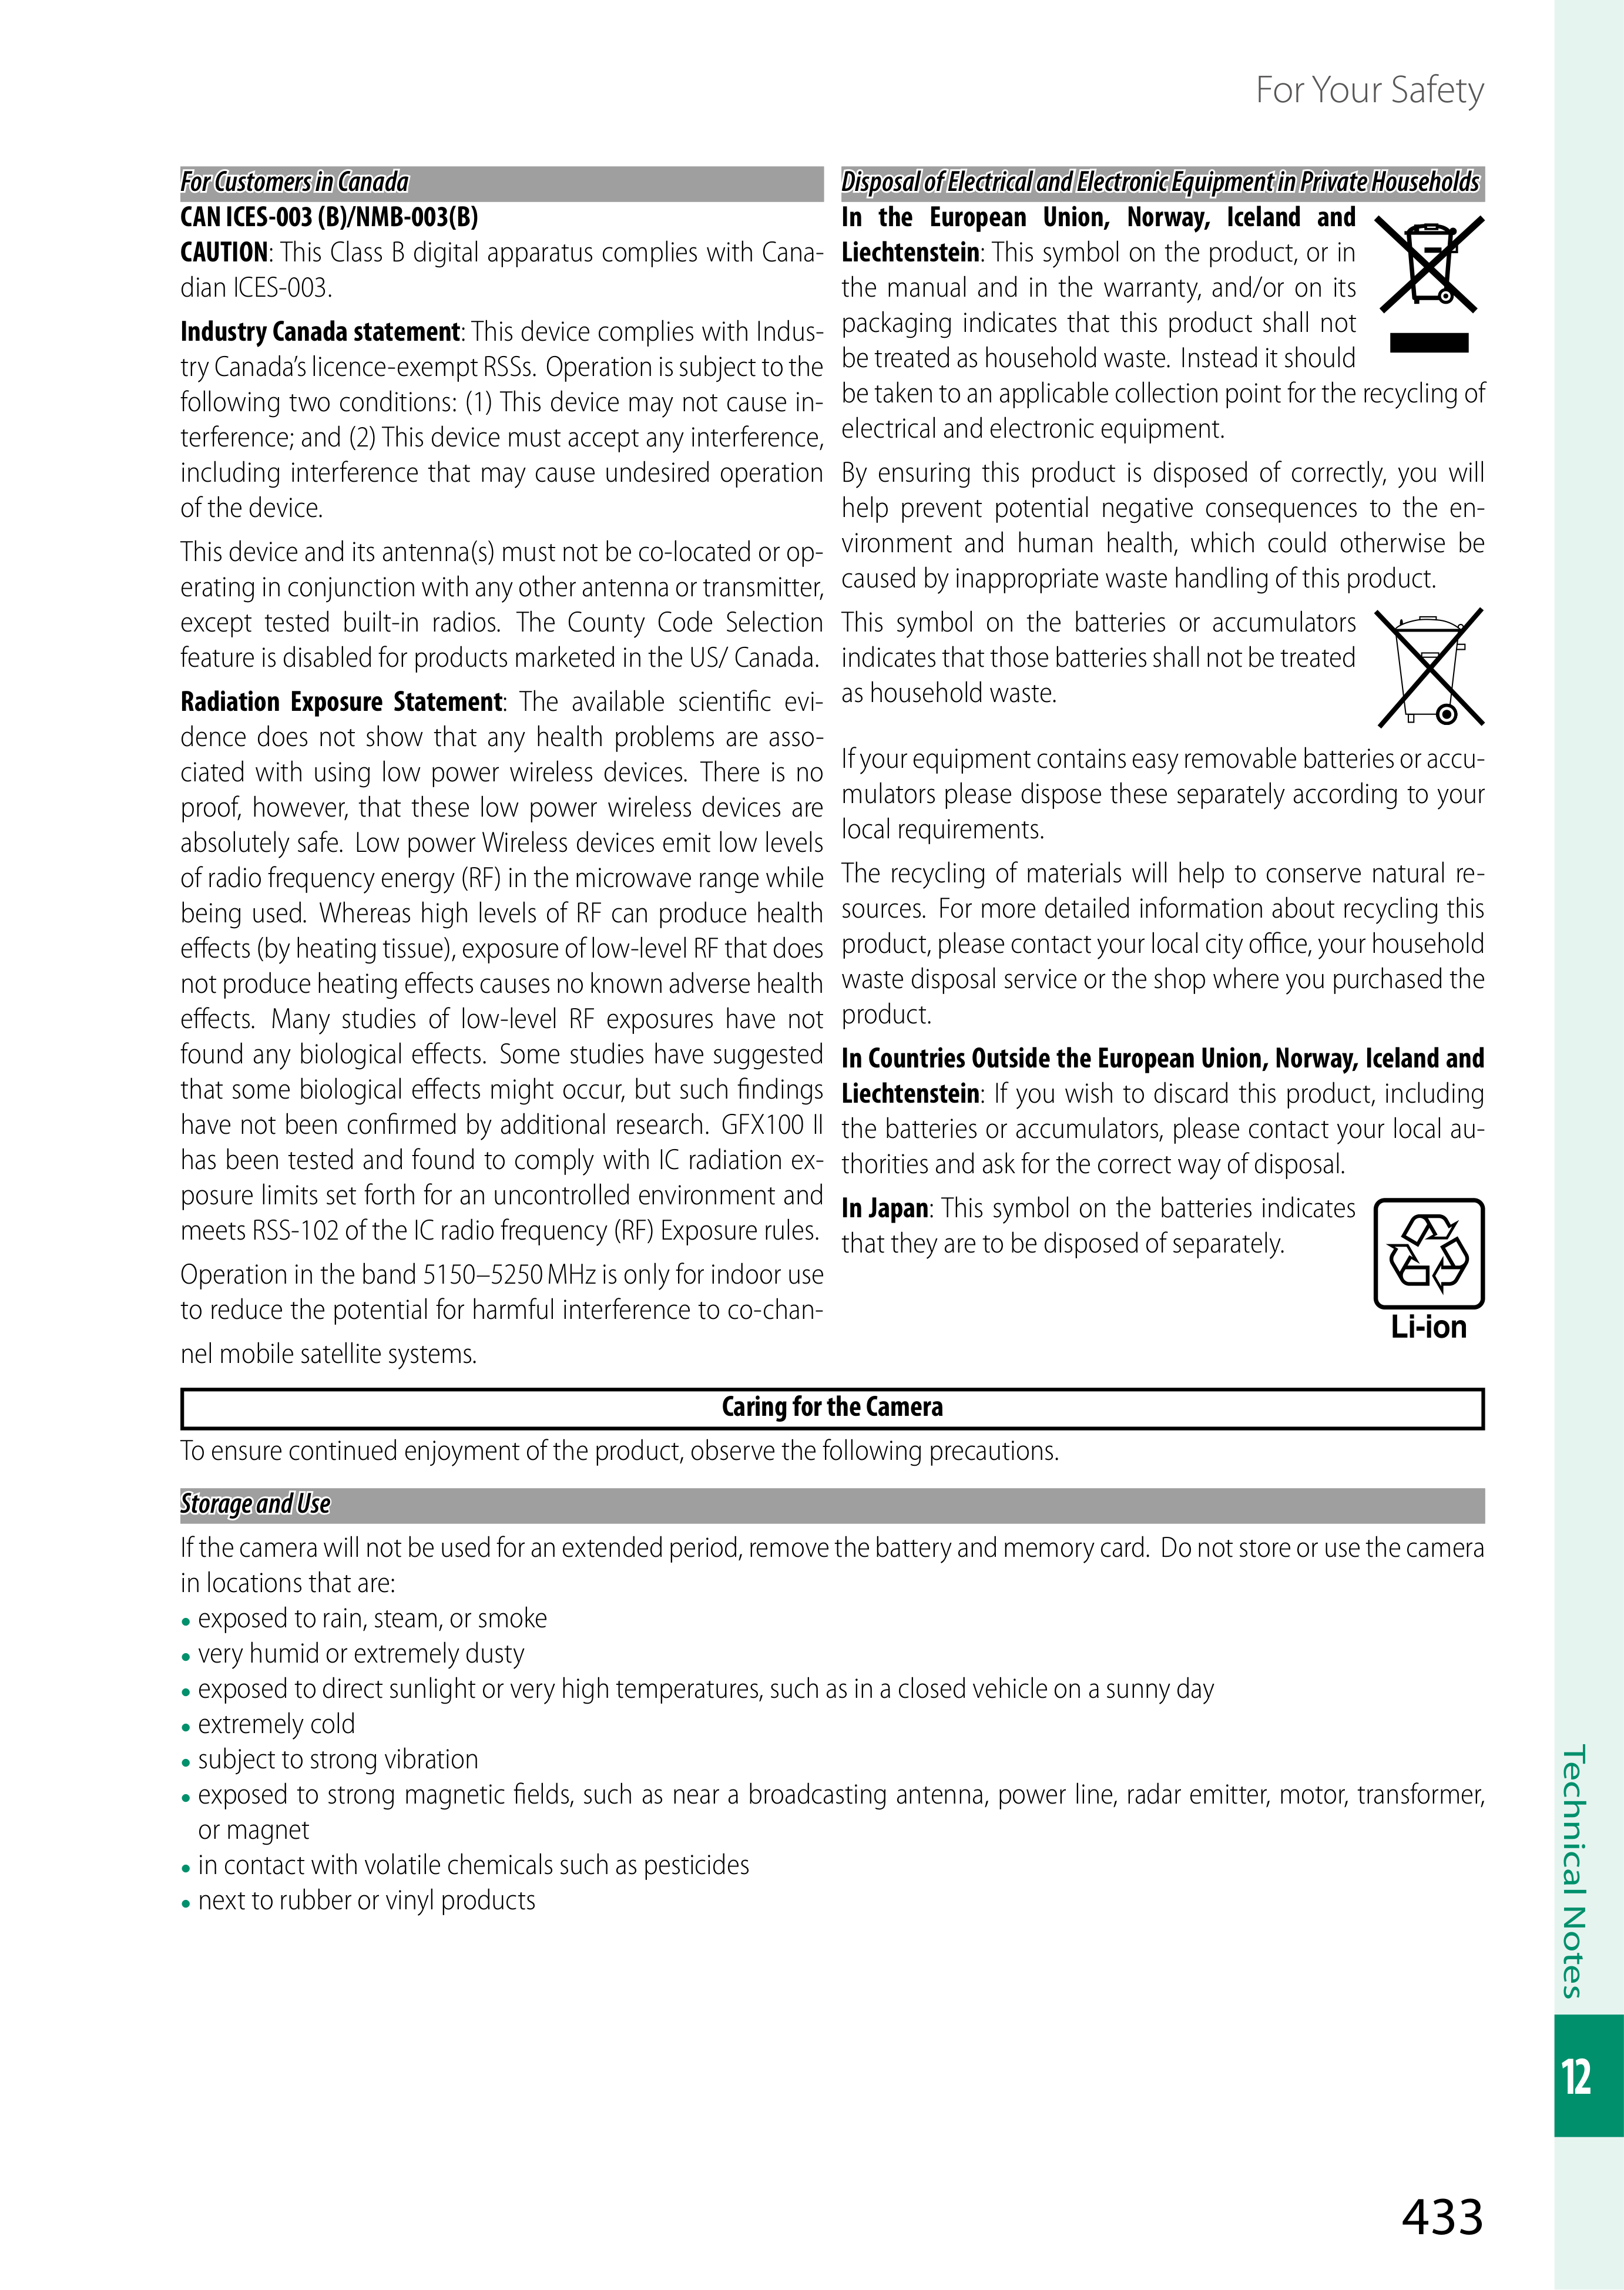 For Your Safety
For Customers in Canada
CAN ICES-003 (B)/NMB-003(B)
CAUTION: This Class B digital apparatus complies with Cana-
dian ICES-003.
Industry Canada statement: This device complies with Indus-
try Canada’s licence-exempt RSSs. Operation is subject to the
following two conditions: (1) This device may not cause in-
terference; and (2) This device must accept any interference,
including interference that may cause undesired operation
of the device.
This device and its antenna(s) must not be co-located or op-
erating in conjunction with any other antenna or transmitter,
except tested built-in radios. The County Code Selection
feature is disabled for products marketed in the US/ Canada.
Radiation Exposure Statement: The available scientific evi-
dence does not show that any health problems are asso-
ciated with using low power wireless devices. There is no
proof, however, that these low power wireless devices are
absolutely safe. Low power Wireless devices emit low levels
of radio frequency energy (RF) in the microwave range while
being used. Whereas high levels of RF can produce health
effects (by heating tissue), exposure of low-level RF that does
not produce heating effects causes no known adverse health
effects. Many studies of low-level RF exposures have not
found any biological effects. Some studies have suggested
that some biological effects might occur, but such findings
have not been confirmed by additional research. GFX100 II
has been tested and found to comply with IC radiation ex-
posure limits set forth for an uncontrolled environment and
meets RSS-102 of the IC radio frequency (RF) Exposure rules.
Operation in the band 5150–5250 MHz is only for indoor use
to reduce the potential for harmful interference to co-chan-
nel mobile satellite systems.
Disposal of Electrical and Electronic Equipment in Private Households
In the European Union, Norway, Iceland and
Liechtenstein: This symbol on the product, or in
the manual and in the warranty, and/or on its
packaging indicates that this product shall not
be treated as household waste. Instead it should
be taken to an applicable collection point for the recycling of
electrical and electronic equipment.
By ensuring this product is disposed of correctly, you will
help prevent potential negative consequences to the en-
vironment and human health, which could otherwise be
caused by inappropriate waste handling of this product.
This symbol on the batteries or accumulators
indicates that those batteries shall not be treated
as household waste.
If your equipment contains easy removable batteries or accu-
mulators please dispose these separately according to your
local requirements.
The recycling of materials will help to conserve natural re-
sources. For more detailed information about recycling this
product, please contact your local city office, your household
waste disposal service or the shop where you purchased the
product.
In Countries Outside the European Union, Norway, Iceland and
Liechtenstein: If you wish to discard this product, including
the batteries or accumulators, please contact your local au-
thorities and ask for the correct way of disposal.
In Japan: This symbol on the batteries indicates
that they are to be disposed of separately.
Li-ion
Caring for the Camera
To ensure continued enjoyment of the product, observe the following precautions.
Storage and Use
If the camera will not be used for an extended period, remove the battery and memory card. Do not store or use the camera
in locations that are:
• exposed to rain, steam, or smoke
• very humid or extremely dusty
• exposed to direct sunlight or very high temperatures, such as in a closed vehicle on a sunny day
• extremely cold
• subject to strong vibration
• exposed to strong magnetic fields, such as near a broadcasting antenna, power line, radar emitter, motor, transformer,
or magnet
• in contact with volatile chemicals such as pesticides
• next to rubber or vinyl products
Technical Notes
12
433